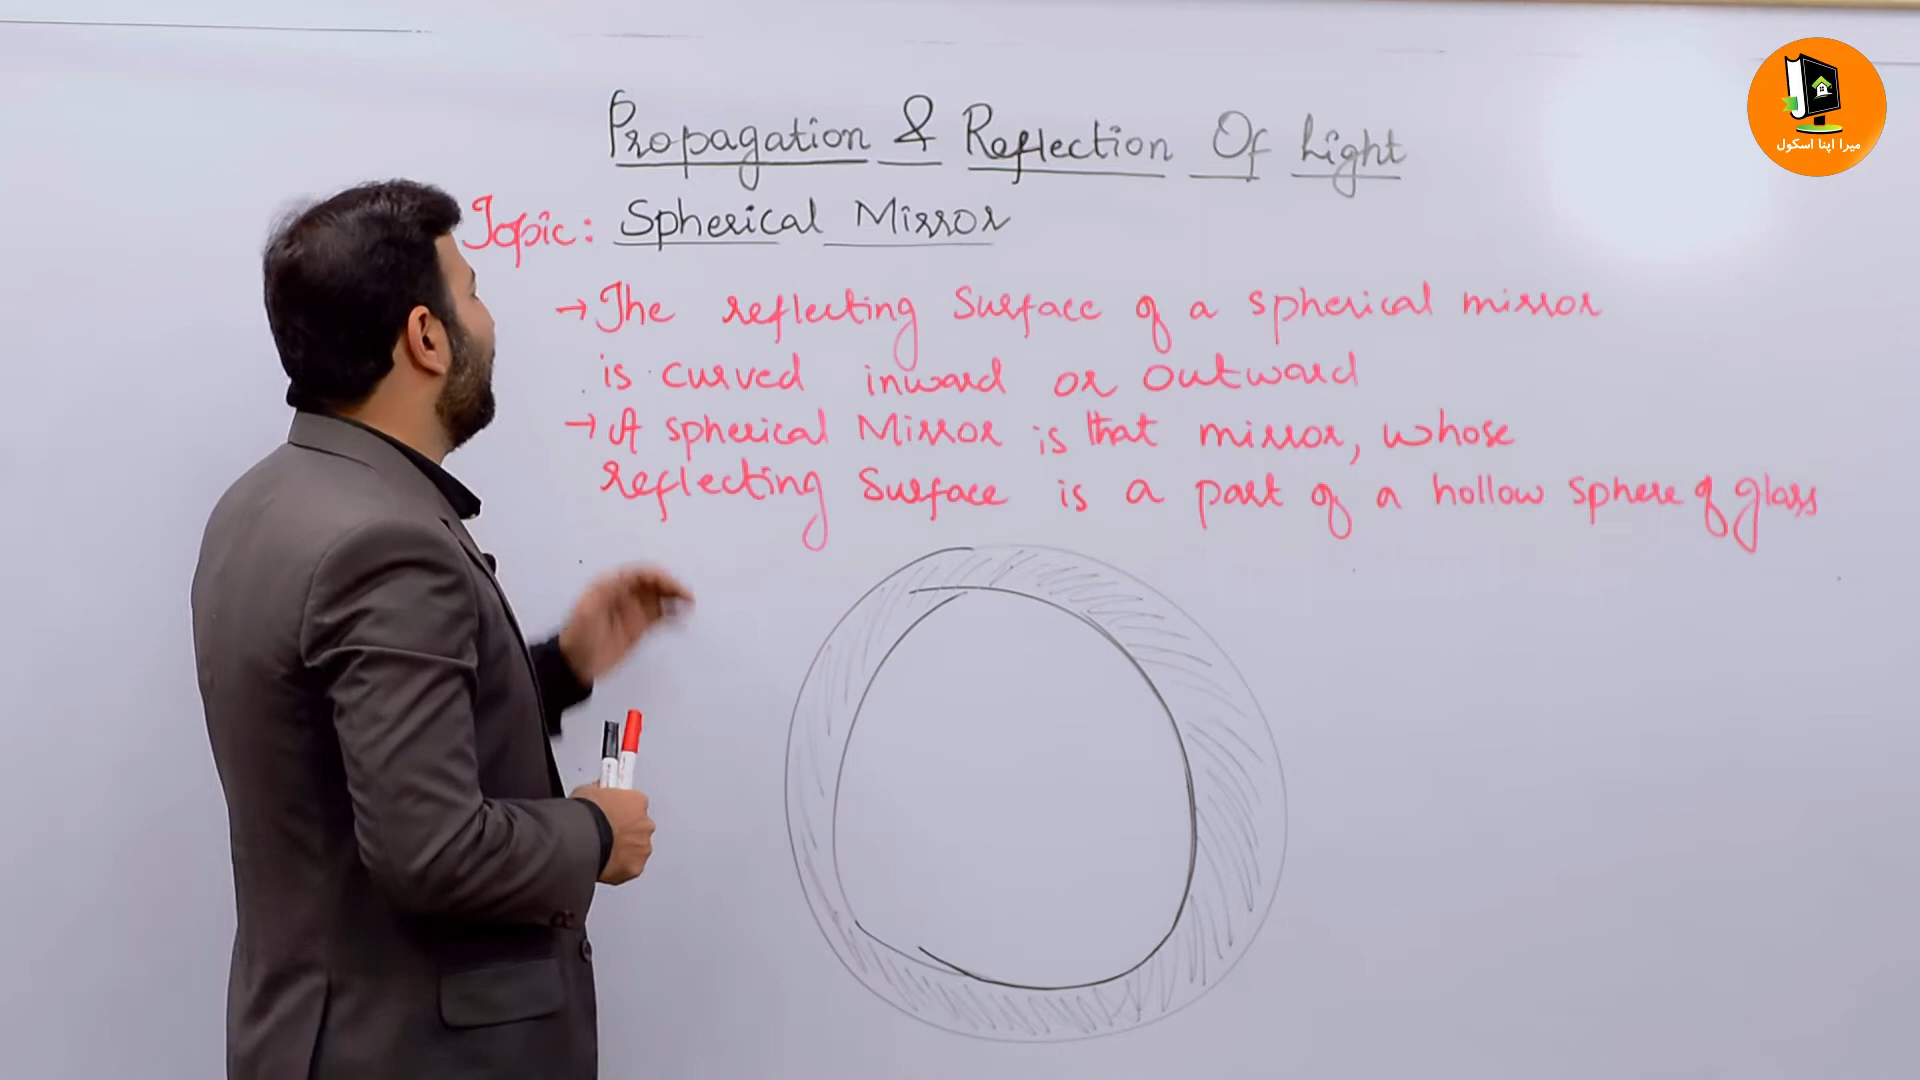 Propagation & Reflection Of Light
Topic: Spherical Mirror
→ The reflecting Surface of a spherical mirror
is curved inward or outward
→ A spherical Mirror is that mirror, whose
reflecting Surface is a part of a hollow sphere of glass
میرا اپنا اسکول